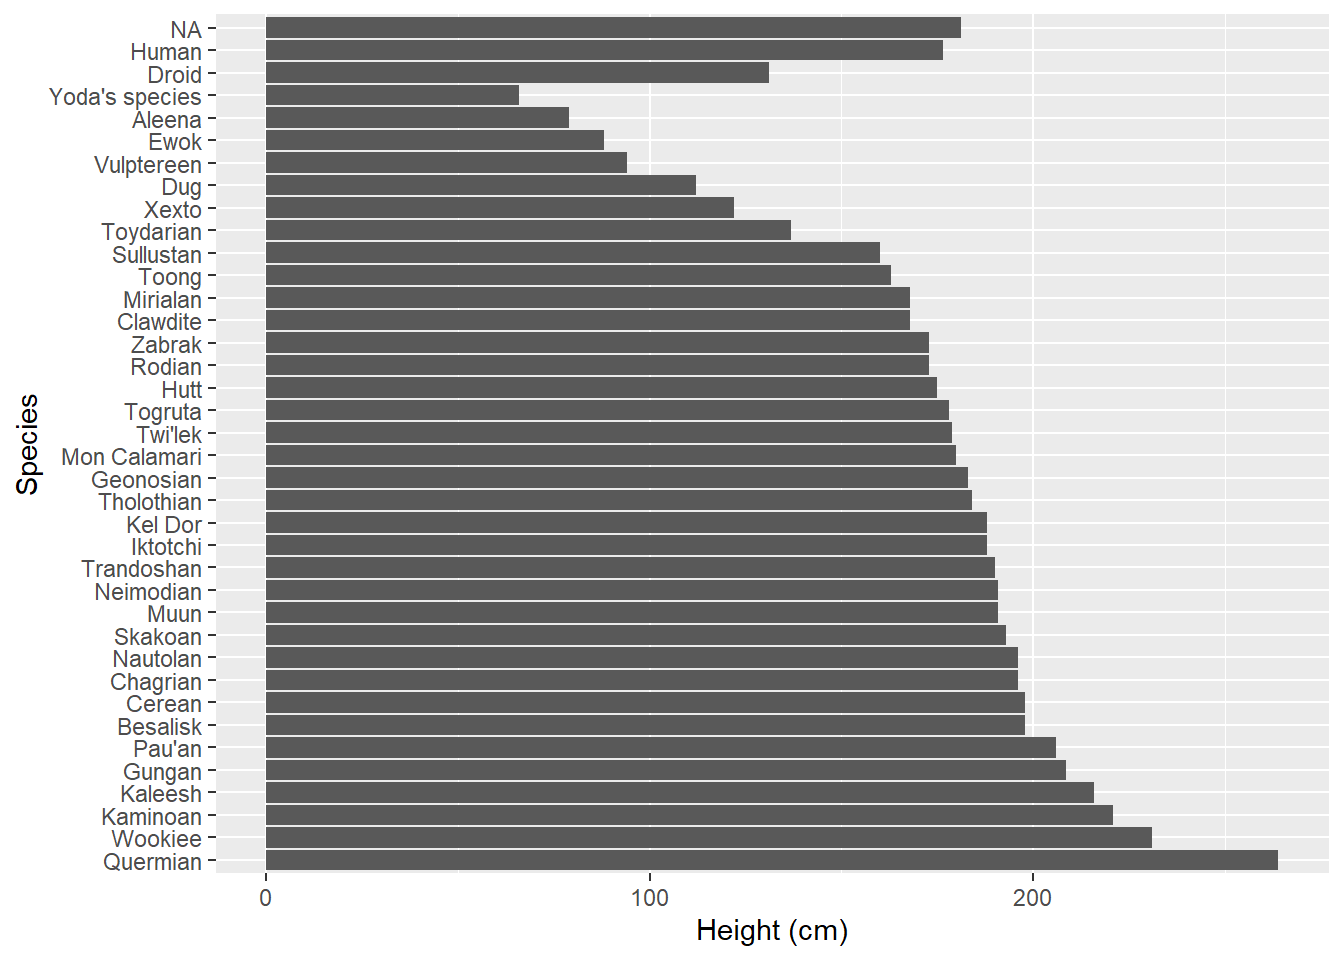 NA
Human
Droid
Yoda's species
Aleena
Ewok
Vulptereen
Dug
Xexto
Toydarian
Sullustan
Toong
Mirialan
Clawdite
Zabrak
Rodian
Hutt
Togruta
Twi'lek
Mon Calamari
Geonosian
Tholothian
Kel Dor
Iktotchi
Trandoshan
Neimodian
Muun
Skakoan
Nautolan
Chagrian
Cerean
Besalisk
Pau'an
Gungan
Kaleesh
Kaminoan
Wookiee
Quermian
Species
0 100 200
Height (cm)